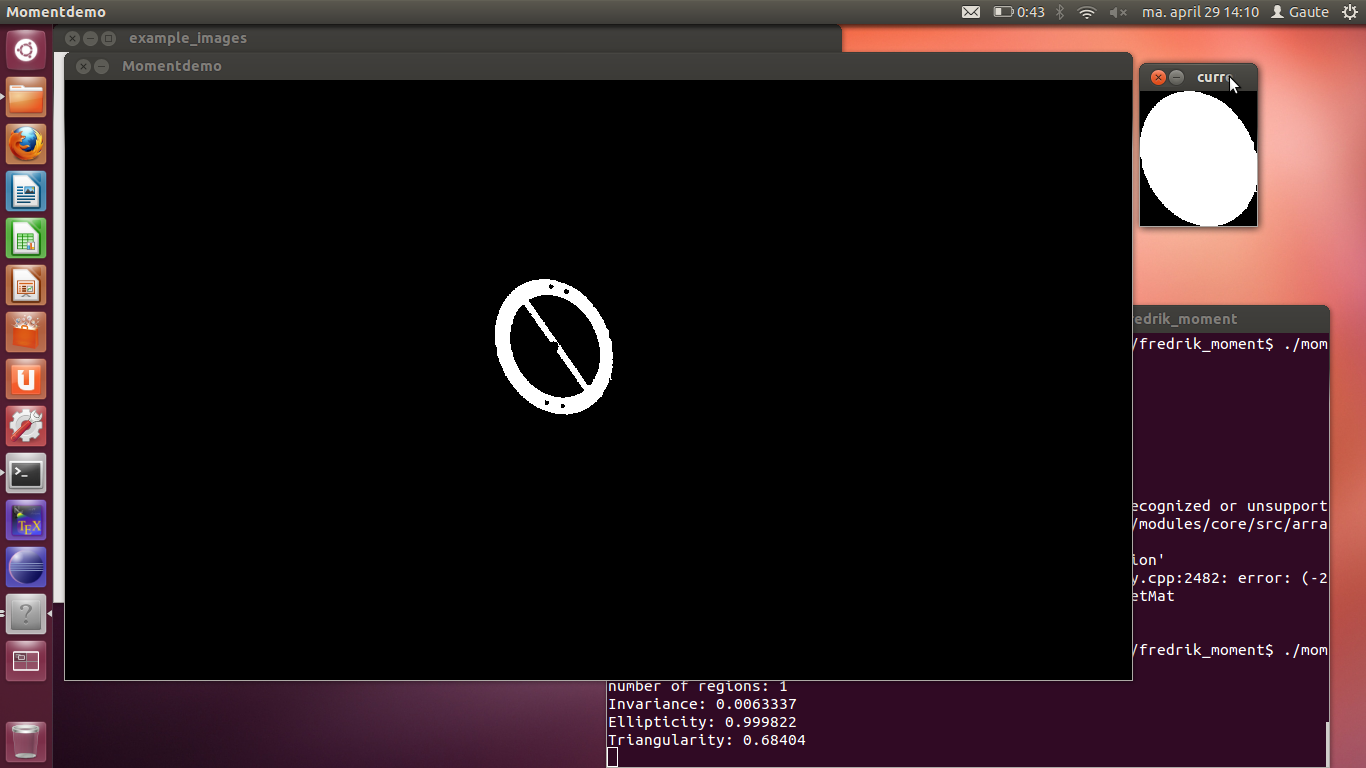 Momentdemo
0:43
ma. april 29 14:10
Gaute
example_images
Momentdemo
curr
edrik_moment
/fredrik_moment$ ./mom
ecognized or unsupport
/modules/core/src/arra
ion'
y.cpp:2482: error: (-2
etMat
/fredrik_moment$ ./mom
number of regions: 1
Invariance: 0.0063337
Ellipticity: 0.999822
Triangularity: 0.68404
U
>_
TEX
?